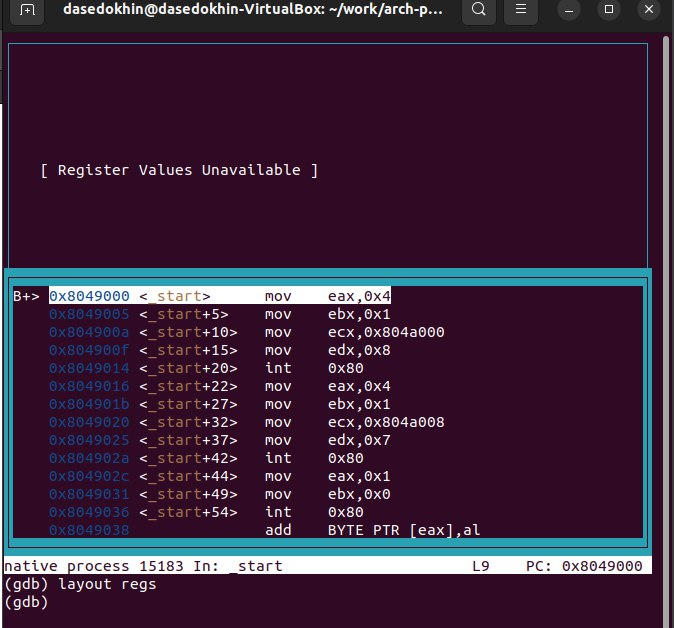 dasedokhin@dasedokhin-VirtualBox: ~/work/arch-p...
[ Register Values Unavailable ]
B+> 0x8049000 <_start> mov eax,0x4
0x8049005 <_start+5> mov ebx,0x1
0x804900a <_start+10> mov ecx,0x804a000
0x804900f <_start+15> mov edx,0x8
0x8049014 <_start+20> int 0x80
0x8049016 <_start+22> mov eax,0x4
0x804901b <_start+27> mov ebx,0x1
0x8049020 <_start+32> mov ecx,0x804a008
0x8049025 <_start+37> mov edx,0x7
0x804902a <_start+42> int 0x80
0x804902c <_start+44> mov eax,0x1
0x8049031 <_start+49> mov ebx,0x0
0x8049036 <_start+54> int 0x80
0x8049038 add BYTE PTR [eax],al
native process 15183 In: _start L9 PC: 0x8049000
(gdb) layout regs
(gdb)